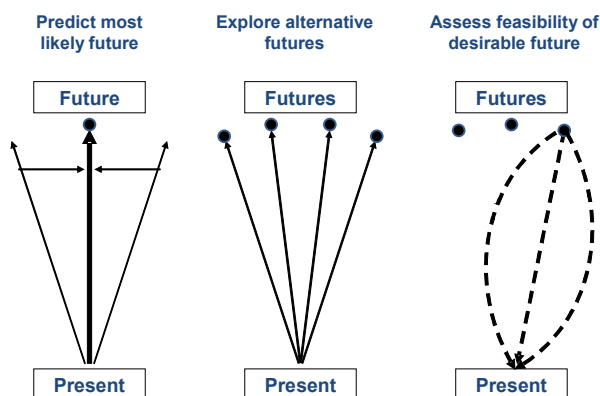 Predict most
likely future
Explore alternative
futures
Assess feasibility of
desirable future
Future
Futures
Futures
Present
Present
Present